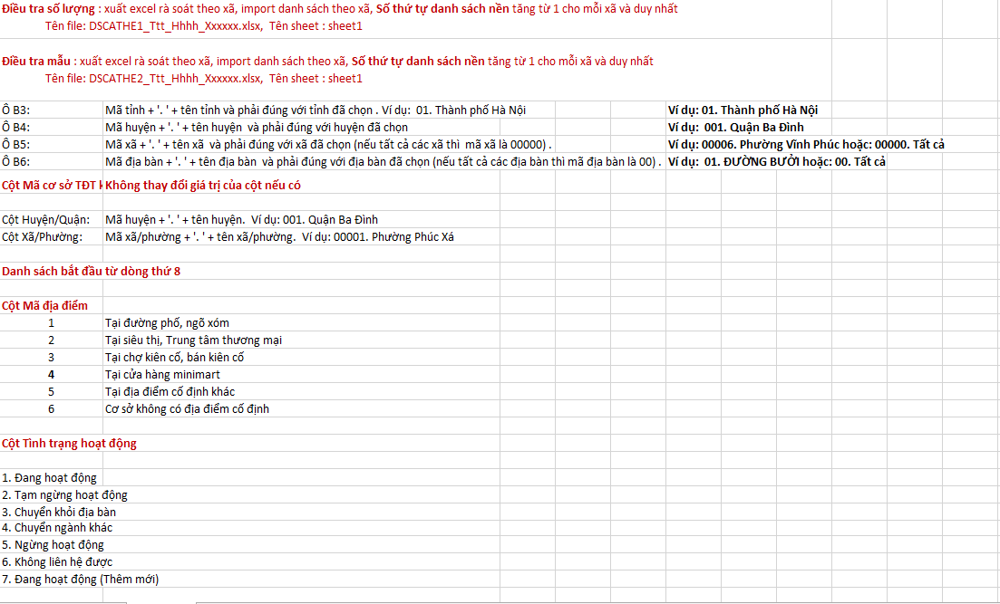 Điều tra số lượng : xuất excel rà soát theo xã, import danh sách theo xã, Số thứ tự danh sách nền tăng từ 1 cho mỗi xã và duy nhất
Tên file: DSCATHE1_Ttt_Hhhh_Xxxxxx.xlsx, Tên sheet : sheet1
Điều tra mẫu : xuất excel rà soát theo xã, import danh sách theo xã, Số thứ tự danh sách nền tăng từ 1 cho mỗi xã và duy nhất
Tên file: DSCATHE2_Ttt_Hhhh_Xxxxxx.xlsx, Tên sheet : sheet1
Ô B3: Mã tỉnh + '. ' + tên tỉnh và phải đúng với tỉnh đã chọn . Ví dụ: 01. Thành phố Hà Nội Ví dụ: 01. Thành phố Hà Nội
Ô B4: Mã huyện + '. ' + tên huyện và phải đúng với huyện đã chọn Ví dụ: 001. Quận Ba Đình
Ô B5: Mã xã + '. ' + tên xã và phải đúng với xã đã chọn (nếu tất cả các xã thì mã xã là 00000) . Ví dụ: 00006. Phường Vĩnh Phúc hoặc: 00000. Tất cả
Ô B6: Mã địa bàn + '. ' + tên địa bàn và phải đúng với địa bàn đã chọn (nếu tất cả các địa bàn thì mã địa bàn là 00) . Ví dụ: 01. ĐƯỜNG BƯỞI hoặc: 00. Tất cả
Cột Mã cơ sở TĐT k Không thay đổi giá trị của cột nếu có
Cột Huyện/Quận: Mã huyện + '. ' + tên huyện. Ví dụ: 001. Quận Ba Đình
Cột Xã/Phường: Mã xã/phường + '. ' + tên xã/phường. Ví dụ: 00001. Phường Phúc Xá
Danh sách bắt đầu từ dòng thứ 8
Cột Mã địa điểm
1 Tại đường phố, ngõ xóm
2 Tại siêu thị, Trung tâm thương mại
3 Tại chợ kiên cố, bán kiên cố
4 Tại cửa hàng minimart
5 Tại địa điểm cố định khác
6 Cơ sở không có địa điểm cố định
Cột Tình trạng hoạt động
1. Đang hoạt động
2. Tạm ngừng hoạt động
3. Chuyển khỏi địa bàn
4. Chuyển ngành khác
5. Ngừng hoạt động
6. Không liên hệ được
7. Đang hoạt động (Thêm mới)